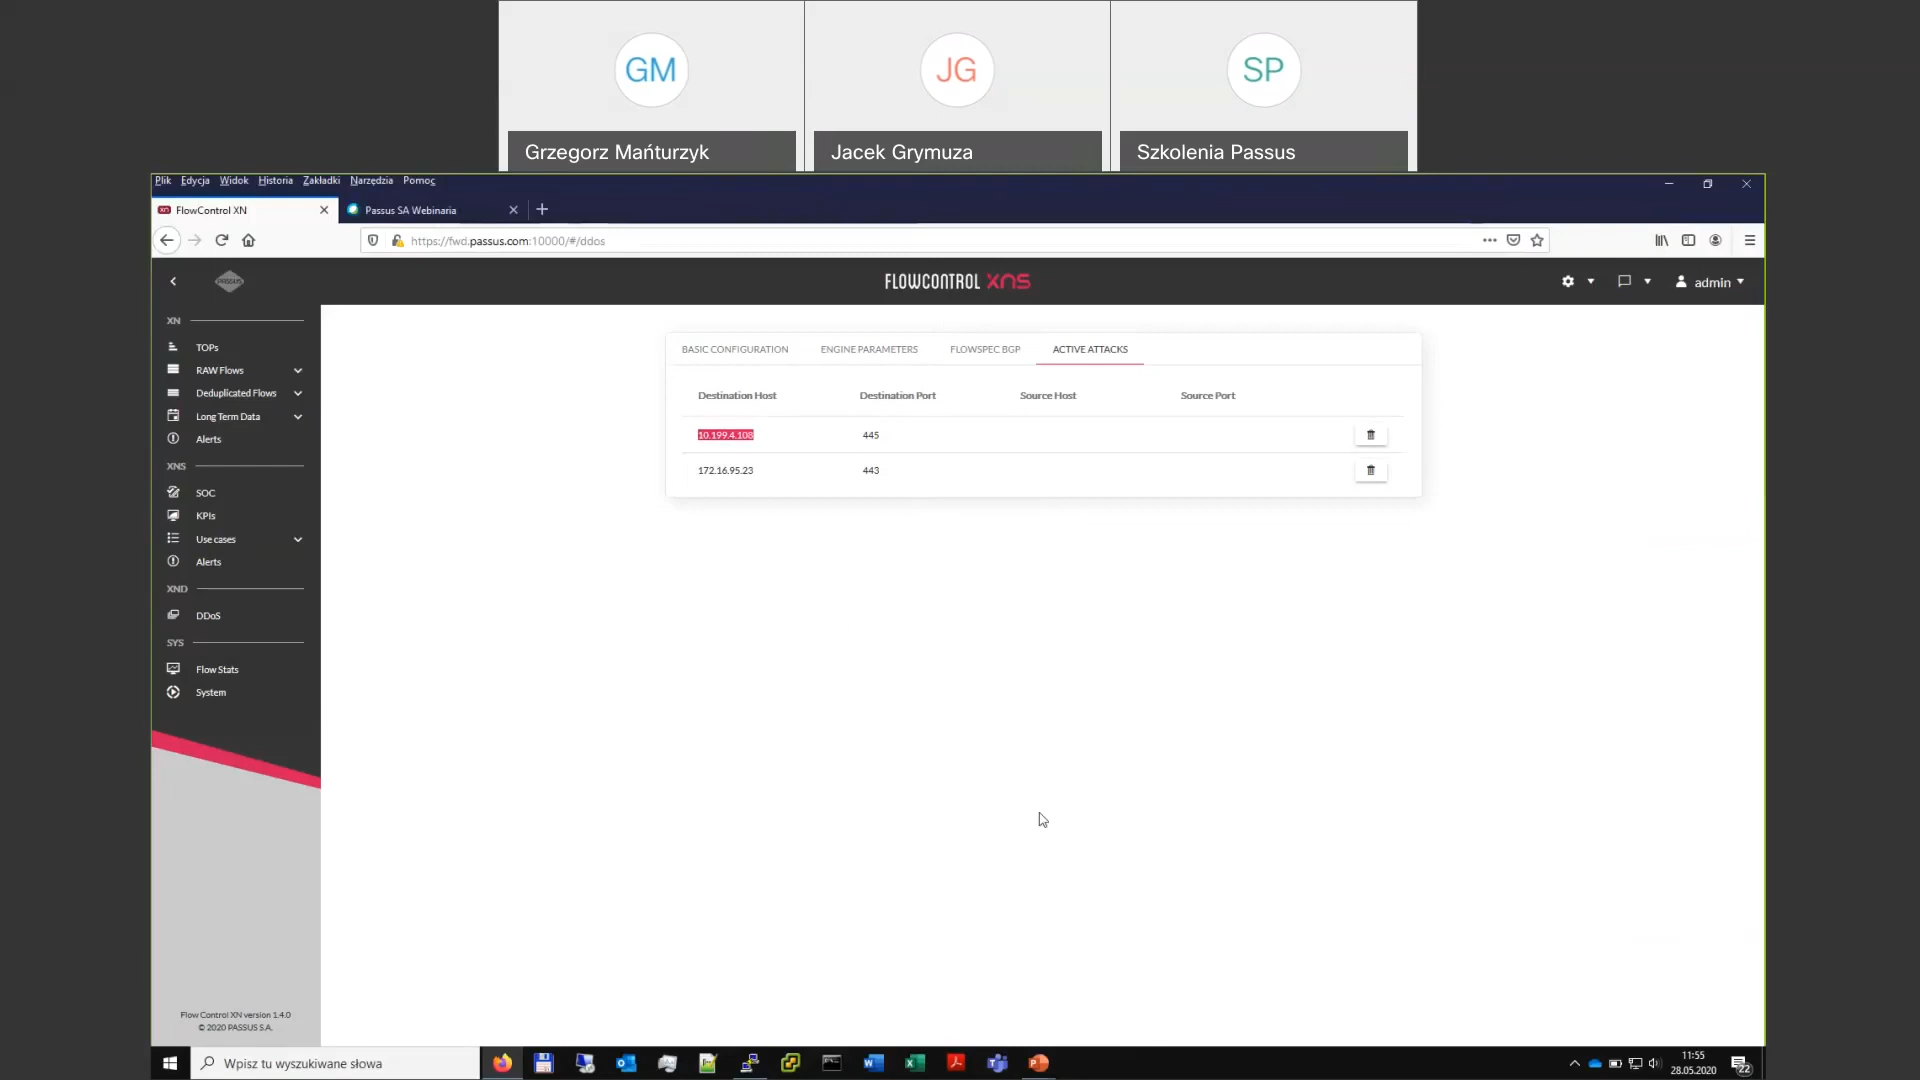 GM
JG
SP
Grzegorz Mańturzyk
Jacek Grymuza
Szkolenia Passus
Plik Edycja Widok Historia Zakładki Narzędzia Pomoc
FlowControl XN
Passus SA Webinaria
https://fwd.passus.com:10000/#/ddos
PASSUS
FLOWCONTROL XNS
admin
XN
TOPs
RAW Flows
Deduplicated Flows
Long Term Data
Alerts
XNS
SOC
KPIs
Use cases
Alerts
XND
DDoS
SYS
Flow Stats
System
BASIC CONFIGURATION ENGINE PARAMETERS FLOWSPEC BGP ACTIVE ATTACKS
Destination Host Destination Port Source Host Source Port
10.199.4.108 445
172.16.95.23 443
Flow Control XN version 1.4.0
© 2020 PASSUS S.A.
Wpisz tu wyszukiwane słowa
11:55
28.05.2020
22